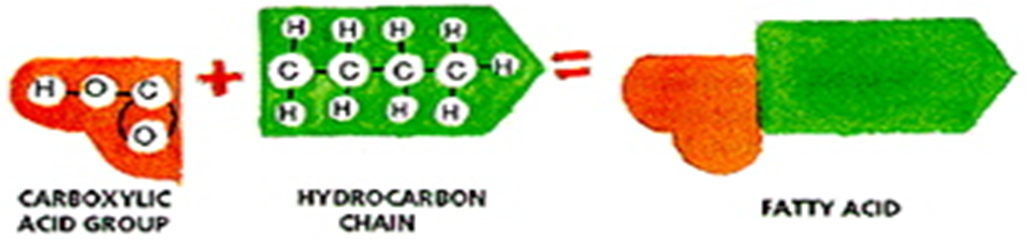 H H H H
H-O-C + C-C-C-C-H =
O H H H H
CARBOXYLIC
ACID GROUP
HYDROCARBON
CHAIN
FATTY ACID